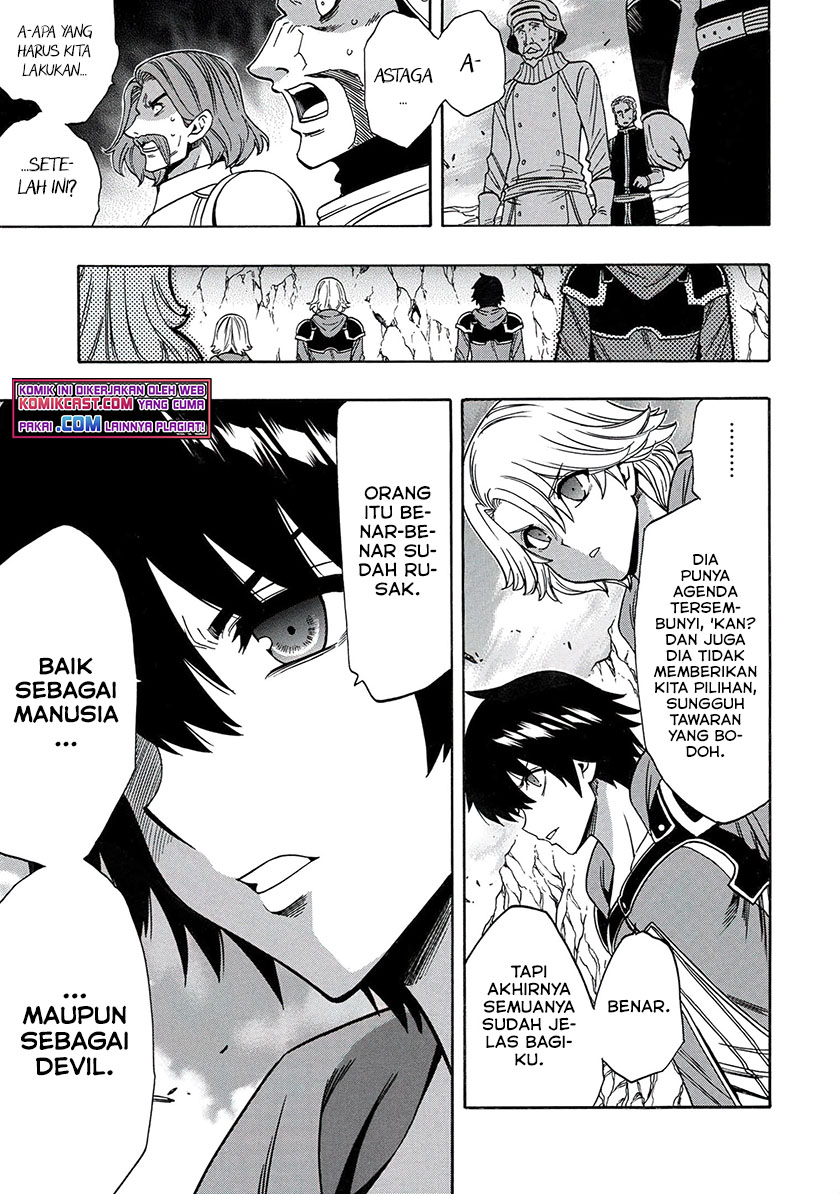 A-
ASTAGA
...
A-APA YANG
HARUS KITA
LAKUKAN...
...SETE-
LAH INI?
KOMIK INI DIKERJAKAN OLEH WEB
KOMIKCAST.COM YANG CUMA
PAKAI .COM LAINNYA PLAGIAT!
.........
DIA
PUNYA
AGENDA
TERSEM-
BUNYI, 'KAN?
DAN JUGA
DIA TIDAK
MEMBERIKAN
KITA PILIHAN,
SUNGGUH
TAWARAN
YANG BO-
DOH.
BENAR.
TAPI
AKHIRNYA
SEMUANYA
SUDAH JE-
LAS BAGI-
KU.
ORANG
ITU BE-
NAR-BE-
NAR SU-
DAH RU-
SAK.
BAIK
SEBAGAI
MANUSIA
...
...
MAUPUN
SEBAGAI
DEVIL.